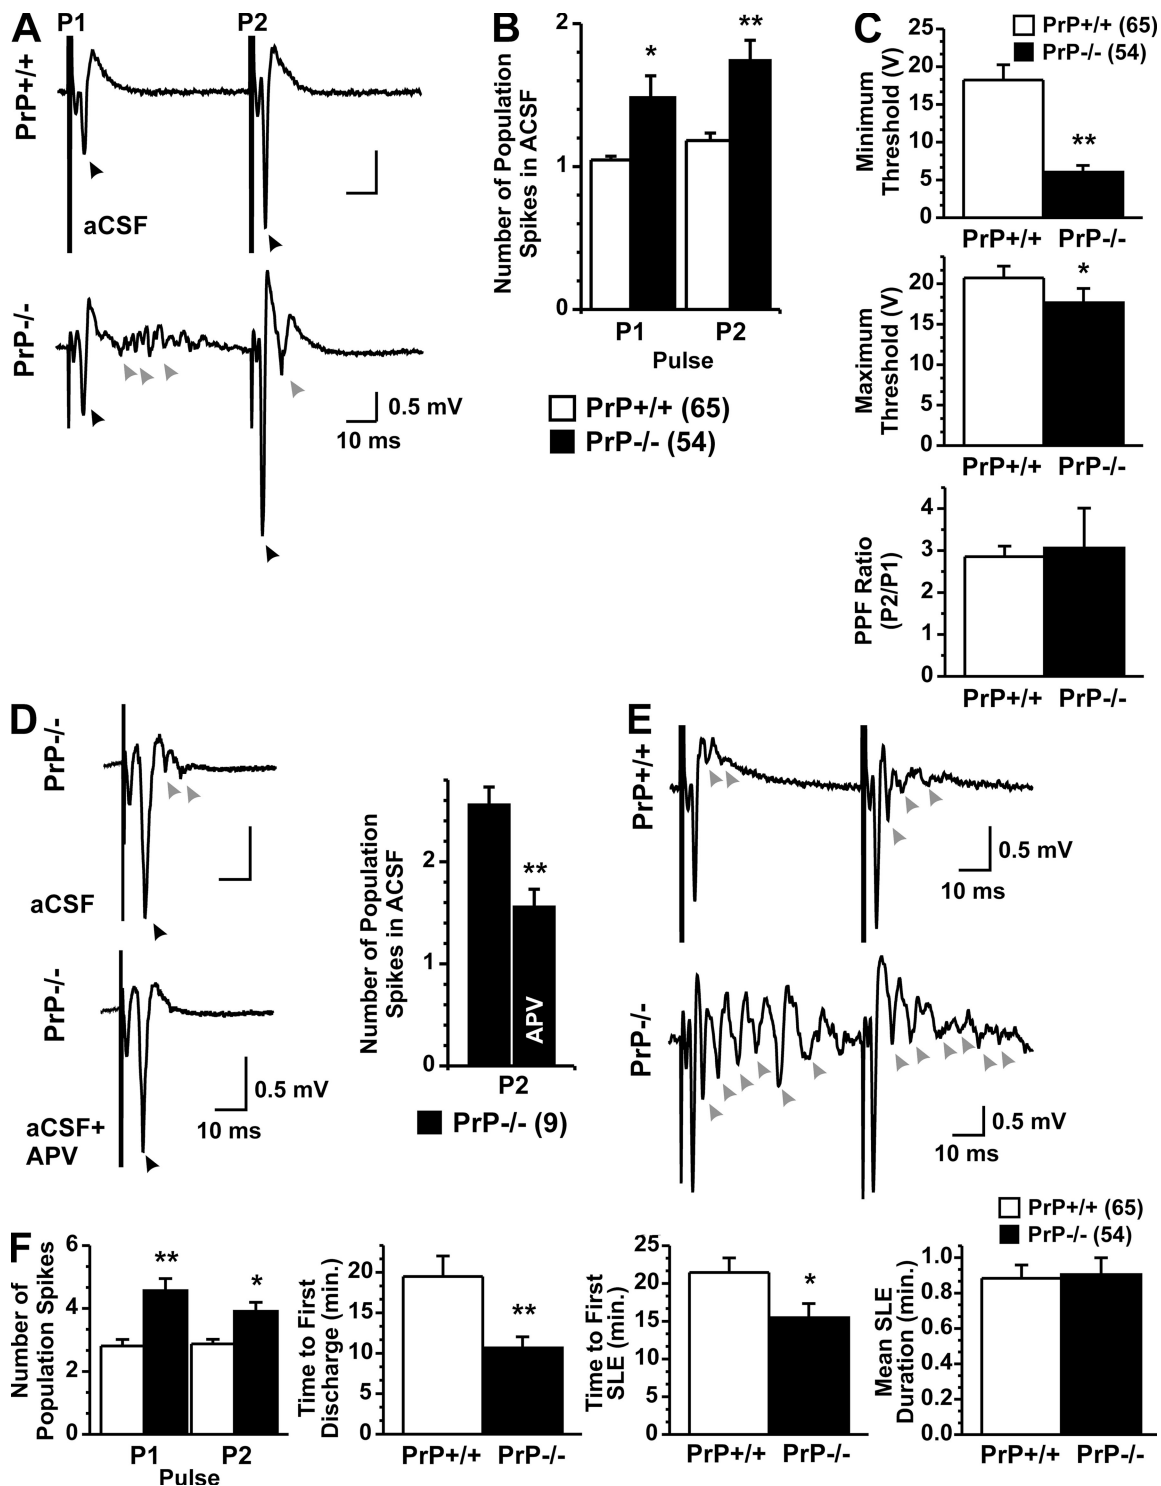 A
P1
P2
PrP+/+
aCSF
PrP-/-
0.5 mV
10 ms
B
Number of Population
Spikes in ACSF
2
1
0
*
**
P1
P2
Pulse
PrP+/+ (65)
PrP-/- (54)
C
PrP+/+ (65)
PrP-/- (54)
Minimum
Threshold (V)
25
20
15
10
5
0
**
PrP+/+ PrP-/-
Maximum
Threshold (V)
20
15
10
5
0
*
PrP+/+ PrP-/-
PPF Ratio
(P2/P1)
4
3
2
1
0
PrP+/+ PrP-/-
D
PrP-/-
aCSF
PrP-/-
0.5 mV
10 ms
aCSF+
APV
Number of Population
Spikes in ACSF
2
1
0
**
APV
P2
PrP-/- (9)
E
PrP+/+
0.5 mV
10 ms
PrP-/-
0.5 mV
10 ms
F
Number of
Population Spikes
6
4
2
0
**
*
P1
P2
Pulse
Time to First
Discharge (min.)
20
15
10
5
0
**
PrP+/+ PrP-/-
Time to First
SLE (min.)
25
20
15
10
5
0
*
PrP+/+ PrP-/-
PrP+/+ (65)
PrP-/- (54)
Mean SLE
Duration (min.)
1.0
0.8
0.6
0.4
0.2
0
PrP+/+ PrP-/-